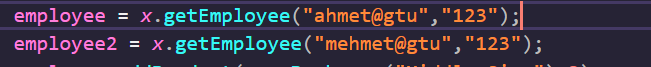 employee = x.getEmployee("ahmet@gtu","123");
employee2 = x.getEmployee("mehmet@gtu","123");